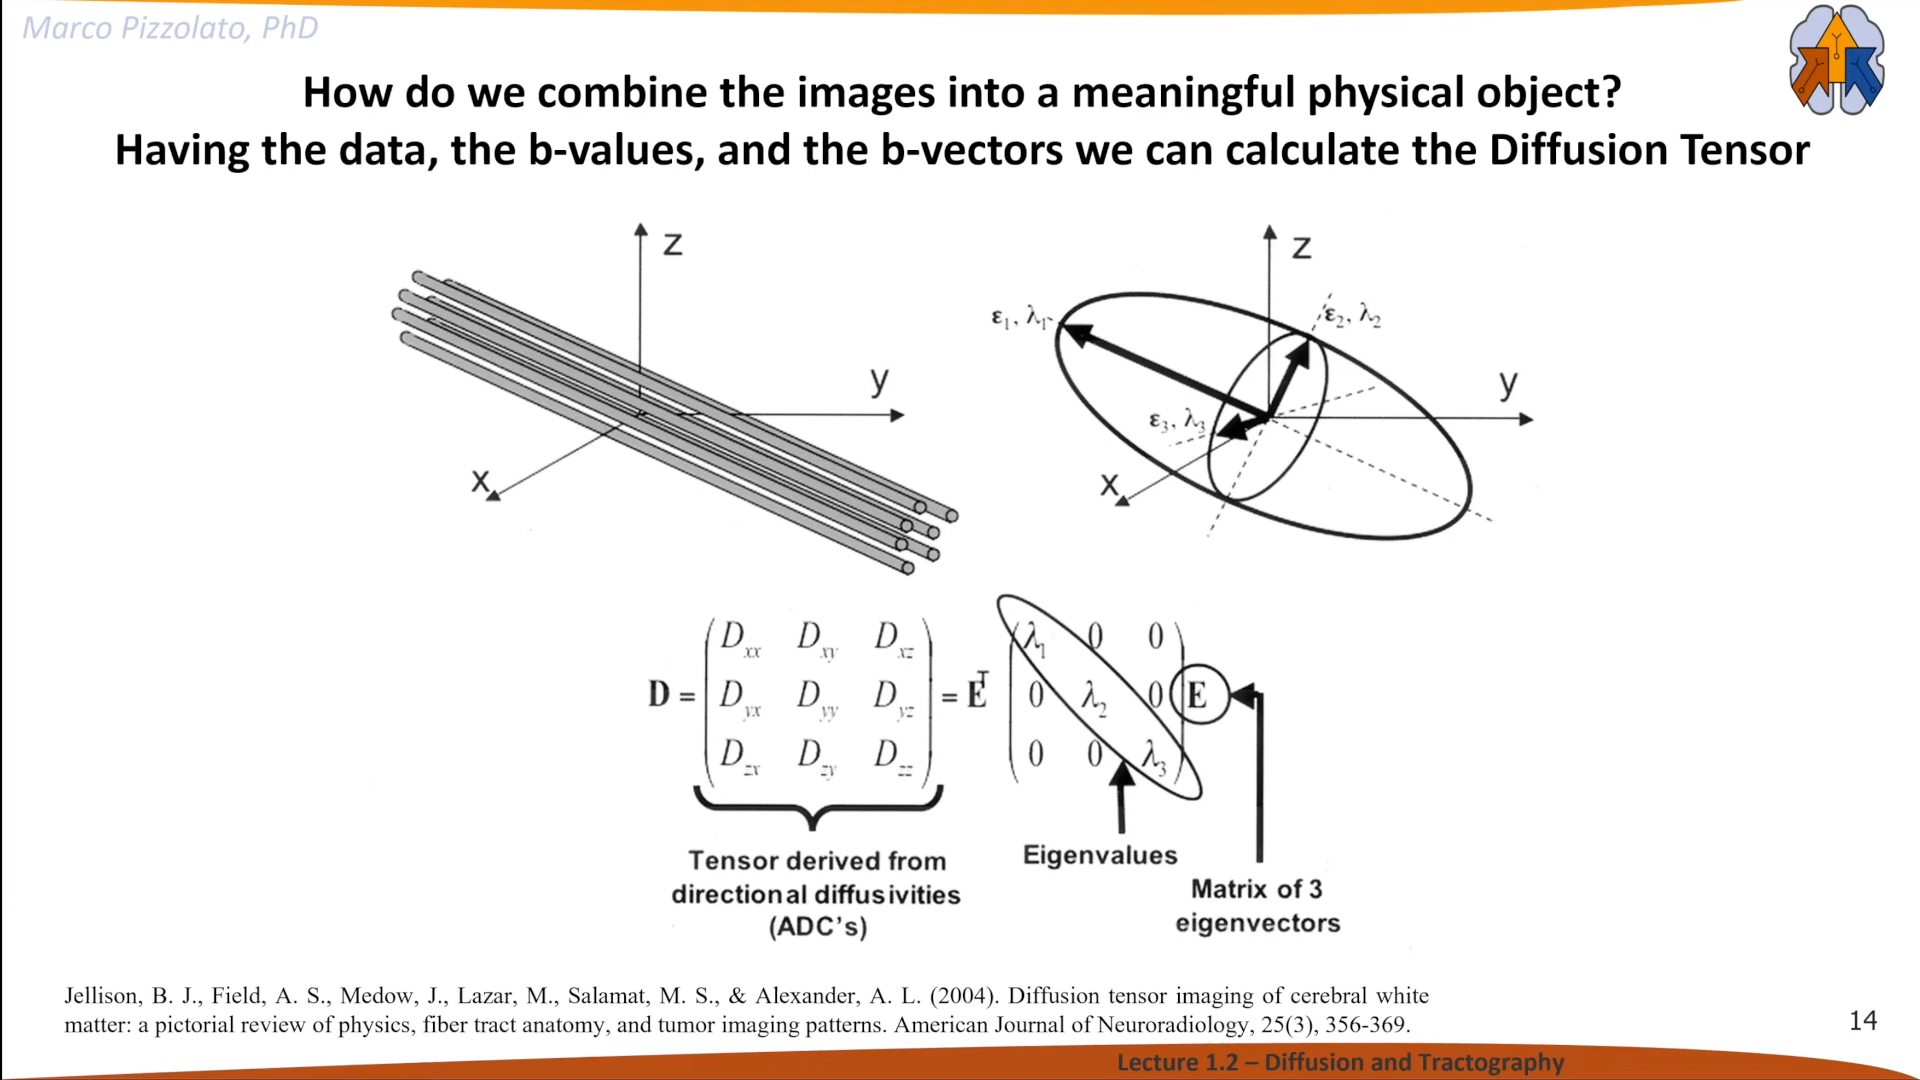 Marco Pizzolato, PhD
How do we combine the images into a meaningful physical object?
Having the data, the b-values, and the b-vectors we can calculate the Diffusion Tensor
z
y
x
z
y
x
ε₁, λ₁
ε₂, λ₂
ε₃, λ₃
D = ( Dxx Dxy Dxz ) = Eᵀ ( λ₁ 0 0 ) E
Dyx Dyy Dyz 0 λ₂ 0
Dzx Dzy Dzz 0 0 λ₃
Tensor derived from
directional diffusivities
(ADC's)
Eigenvalues
Matrix of 3
eigenvectors
Jellison, B. J., Field, A. S., Medow, J., Lazar, M., Salamat, M. S., & Alexander, A. L. (2004). Diffusion tensor imaging of cerebral white
matter: a pictorial review of physics, fiber tract anatomy, and tumor imaging patterns. American Journal of Neuroradiology, 25(3), 356-369.
14
Lecture 1.2 – Diffusion and Tractography